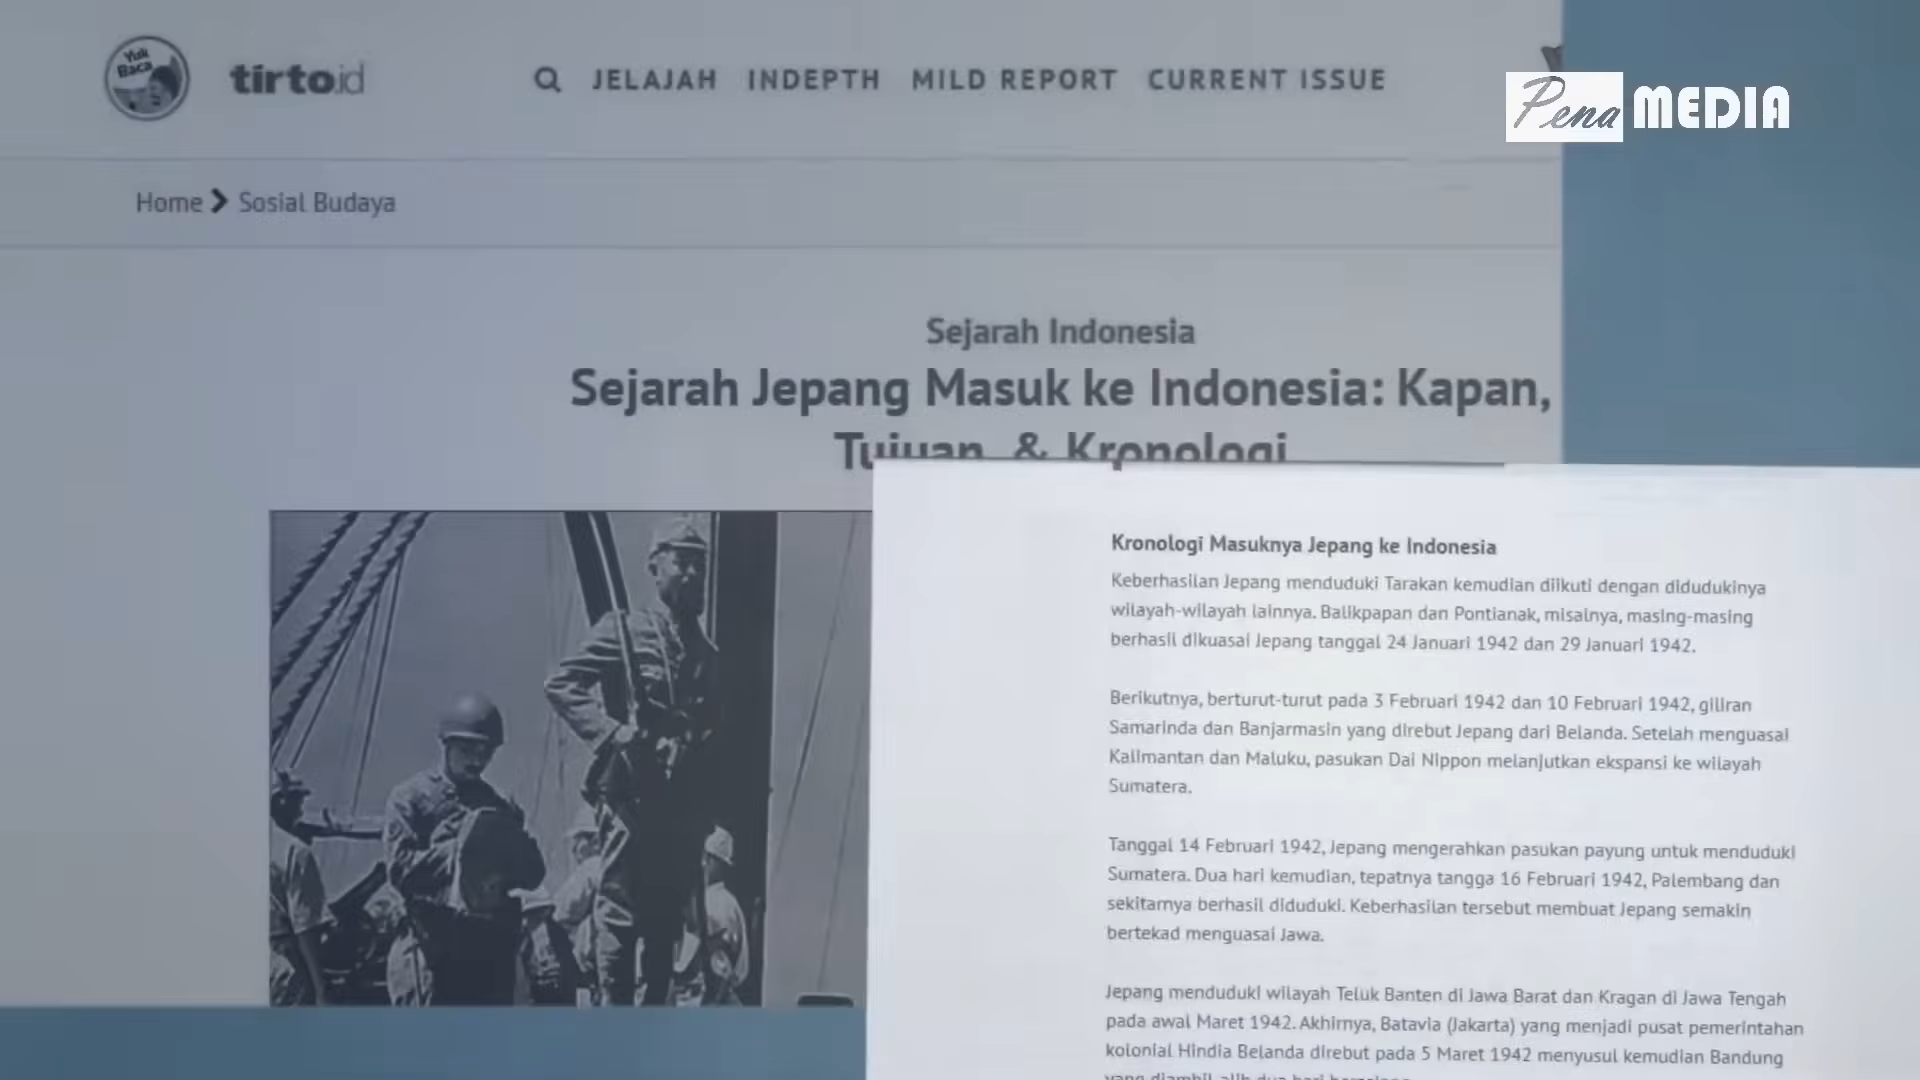 Yuk
Baca
tirto.id
JELAJAH INDEPTH MILD REPORT CURRENT ISSUE
Pena MEDIA
Home Sosial Budaya
Sejarah Indonesia
Sejarah Jepang Masuk ke Indonesia: Kapan,
Tujuan, & Kronologi
Kronologi Masuknya Jepang ke Indonesia
Keberhasilan Jepang menduduki Tarakan kemudian diikuti dengan didudukinya
wilayah-wilayah lainnya. Balikpapan dan Pontianak, misalnya, masing-masing
berhasil dikuasai Jepang tanggal 24 Januari 1942 dan 29 Januari 1942.
Berikutnya, berturut-turut pada 3 Februari 1942 dan 10 Februari 1942, giliran
Samarinda dan Banjarmasin yang direbut Jepang dari Belanda. Setelah menguasai
Kalimantan dan Maluku, pasukan Dai Nippon melanjutkan ekspansi ke wilayah
Sumatera.
Tanggal 14 Februari 1942, Jepang mengerahkan pasukan payung untuk menduduki
Sumatera. Dua hari kemudian, tepatnya tangga 16 Februari 1942, Palembang dan
sekitarnya berhasil diduduki. Keberhasilan tersebut membuat Jepang semakin
bertekad menguasai Jawa.
Jepang menduduki wilayah Teluk Banten di Jawa Barat dan Kragan di Jawa Tengah
pada awal Maret 1942. Akhirnya, Batavia (Jakarta) yang menjadi pusat pemerintahan
kolonial Hindia Belanda direbut pada 5 Maret 1942 menyusul kemudian Bandung